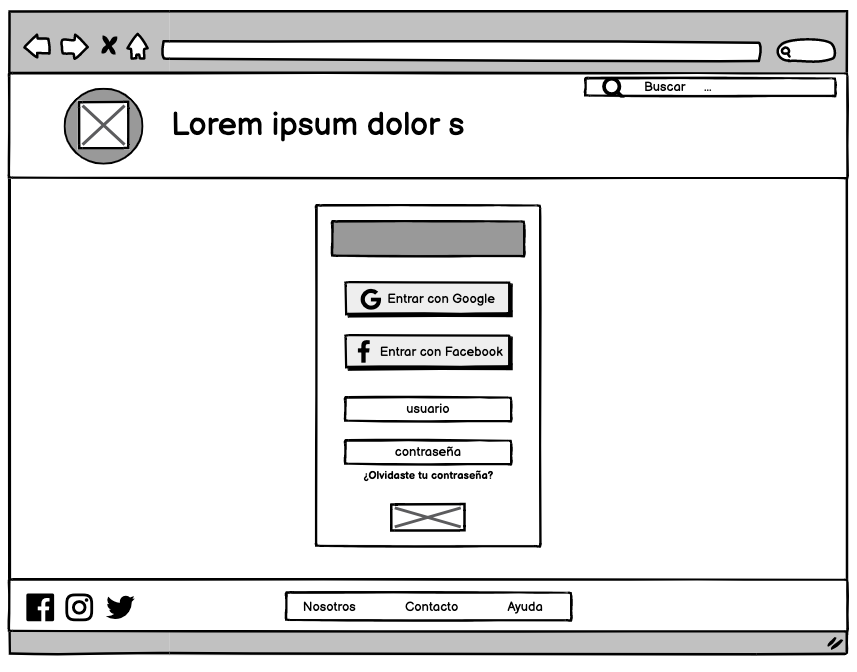 Buscar ...
Lorem ipsum dolor s
Entrar con Google
Entrar con Facebook
usuario
contraseña
¿Olvidaste tu contraseña?
Nosotros Contacto Ayuda